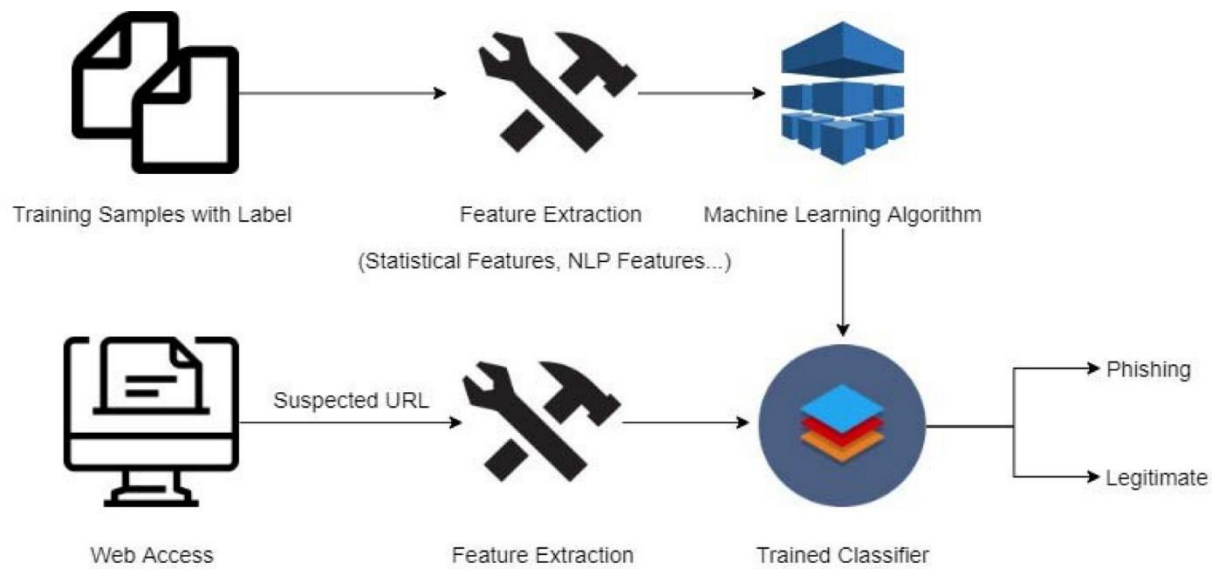 Training Samples with Label
Feature Extraction
Machine Learning Algorithm
(Statistical Features, NLP Features...)
Suspected URL
Phishing
Legitimate
Web Access
Feature Extraction
Trained Classifier